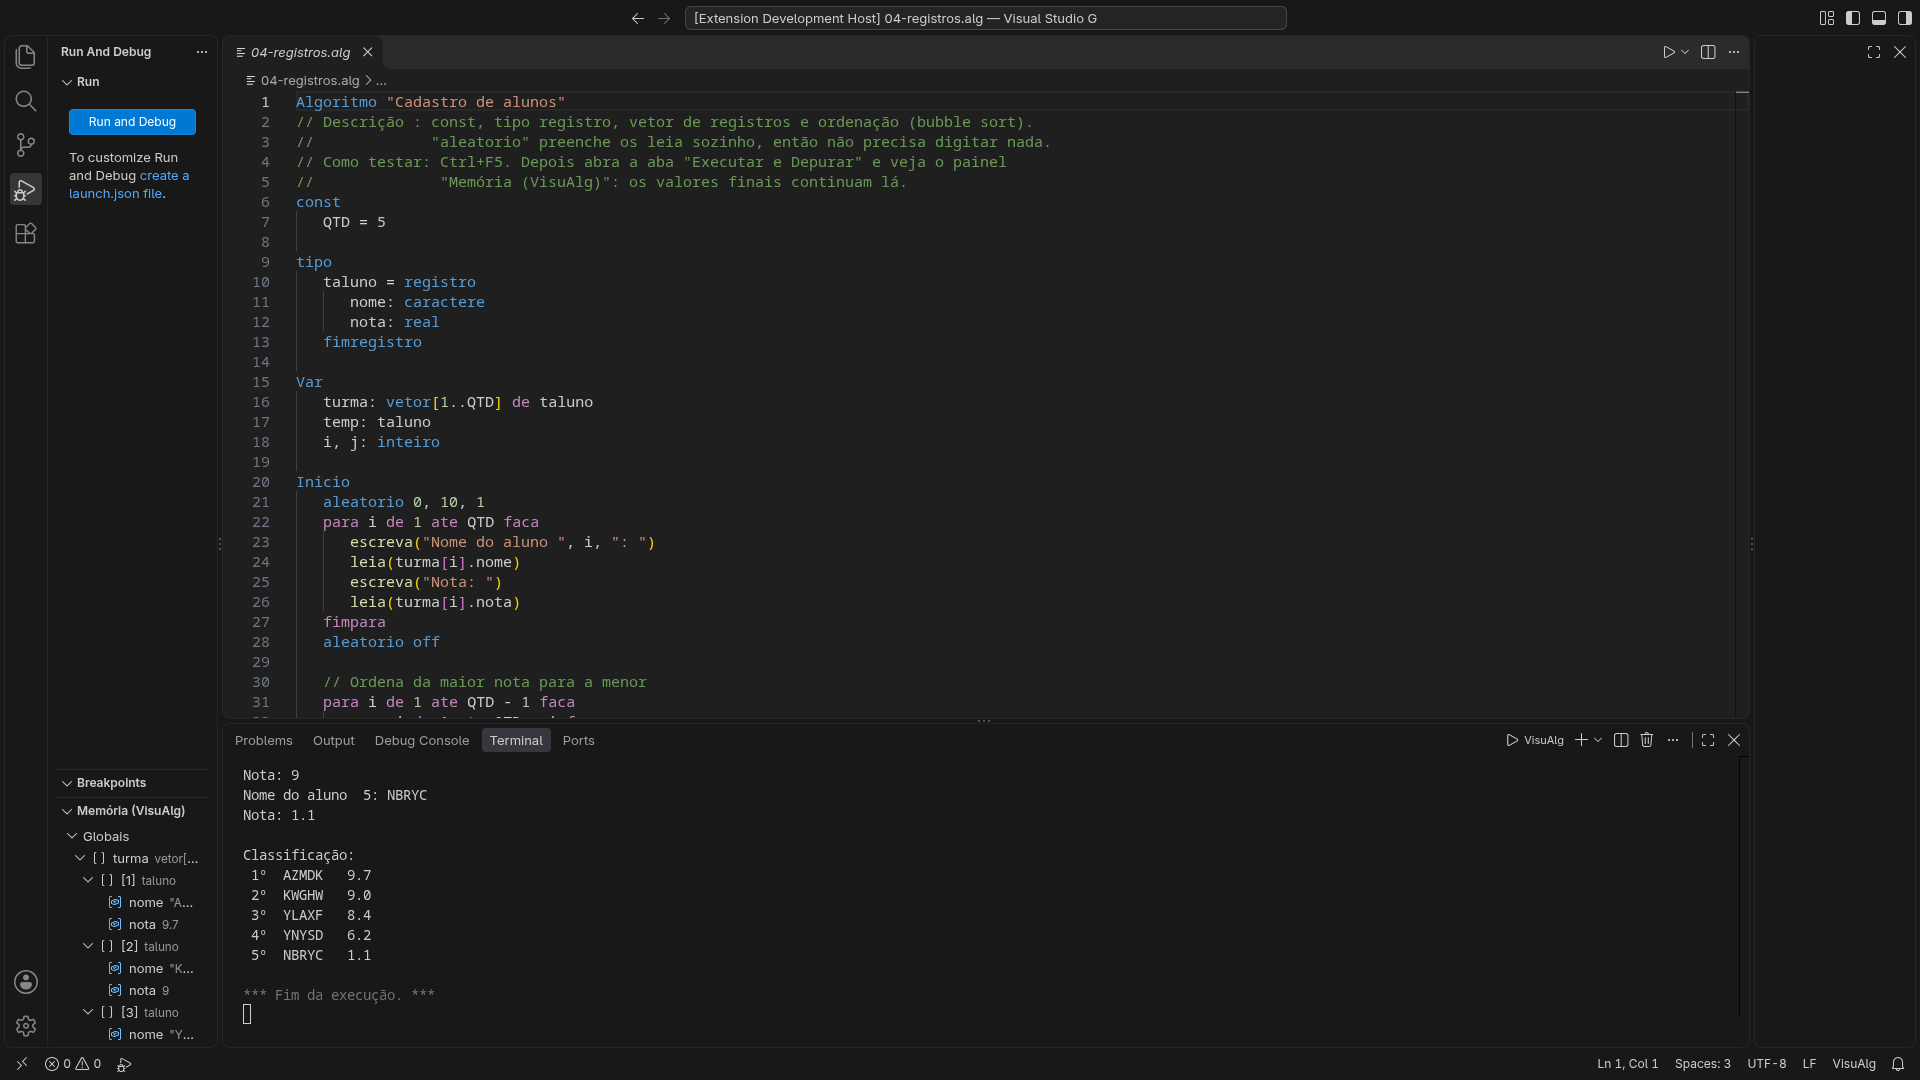 [Extension Development Host] 04-registros.alg — Visual Studio G
Run And Debug
Run
Run and Debug
To customize Run
and Debug create a
launch.json file.
Breakpoints
Memória (VisuAlg)
Globais
turma vetor[...
[1] taluno
nome "A...
nota 9.7
[2] taluno
nome "K...
nota 9
[3] taluno
nome "Y...
04-registros.alg
04-registros.alg > ...
1 Algoritmo "Cadastro de alunos"
2 // Descrição : const, tipo registro, vetor de registros e ordenação (bubble sort).
3 //             "aleatorio" preenche os leia sozinho, então não precisa digitar nada.
4 // Como testar: Ctrl+F5. Depois abra a aba "Executar e Depurar" e veja o painel
5 //              "Memória (VisuAlg)": os valores finais continuam lá.
6 const
7    QTD = 5
8
9 tipo
10    taluno = registro
11       nome: caractere
12       nota: real
13    fimregistro
14
15 Var
16    turma: vetor[1..QTD] de taluno
17    temp: taluno
18    i, j: inteiro
19
20 Inicio
21    aleatorio 0, 10, 1
22    para i de 1 ate QTD faca
23       escreva("Nome do aluno ", i, ": ")
24       leia(turma[i].nome)
25       escreva("Nota: ")
26       leia(turma[i].nota)
27    fimpara
28    aleatorio off
29
30    // Ordena da maior nota para a menor
31    para i de 1 ate QTD - 1 faca
Problems Output Debug Console Terminal Ports
VisuAlg
Nota: 9
Nome do aluno  5: NBRYC
Nota: 1.1
Classificação:
1º  AZMDK   9.7
2º  KWGHW   9.0
3º  YLAXF   8.4
4º  YNYSD   6.2
5º  NBRYC   1.1
*** Fim da execução. ***
0 0
Ln 1, Col 1 Spaces: 3 UTF-8 LF VisuAlg